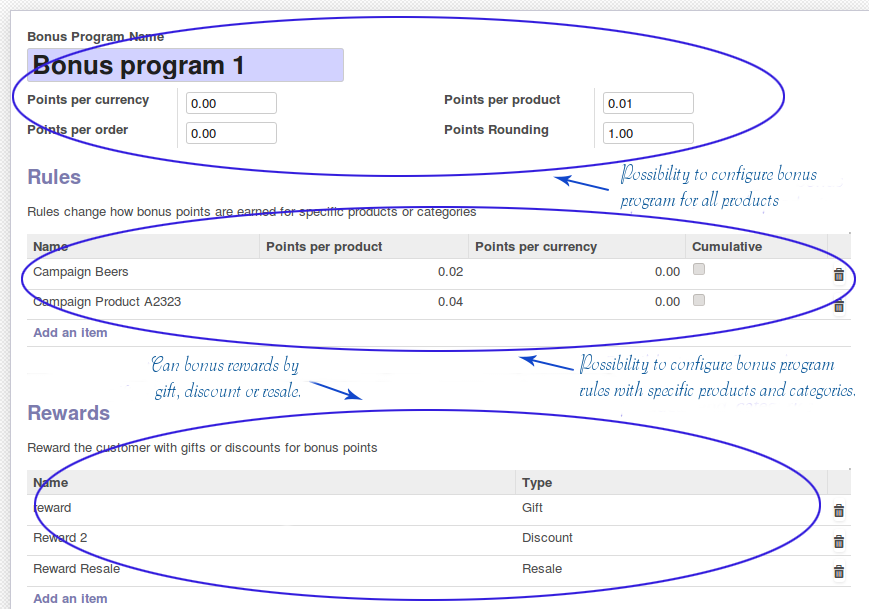 Bonus Program Name
Bonus program 1
Points per currency 0.00 Points per product 0.01
Points per order 0.00 Points Rounding 1.00
Rules
Possibility to configure bonus
program for all products
Rules change how bonus points are earned for specific products or categories
Name Points per product Points per currency Cumulative
Campaign Beers 0.02 0.00
Campaign Product A2323 0.04 0.00
Add an item
Can bonus rewards by
gift, discount or resale.
Possibility to configure bonus program
rules with specific products and categories.
Rewards
Reward the customer with gifts or discounts for bonus points
Name Type
reward Gift
Reward 2 Discount
Reward Resale Resale
Add an item